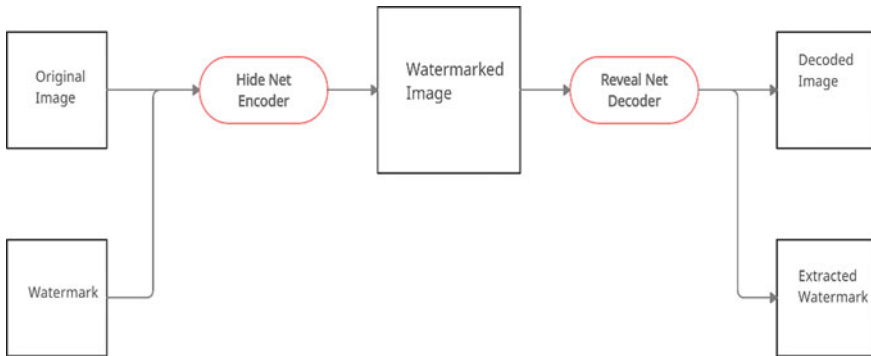 Original
Image
Hide Net
Encoder
Watermarked
Image
Reveal Net
Decoder
Decoded
Image
Watermark
Extracted
Watermark